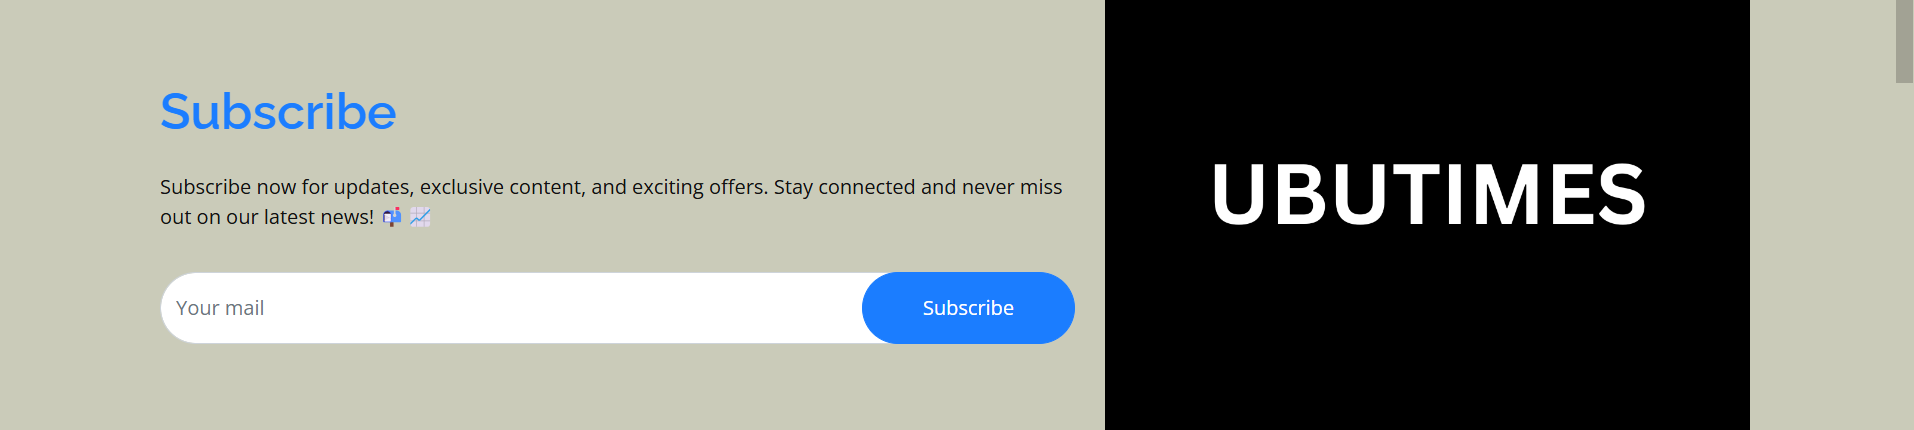 Subscribe
Subscribe now for updates, exclusive content, and exciting offers. Stay connected and never miss
out on our latest news! 📬 📈
Your mail
Subscribe
UBUTIMES